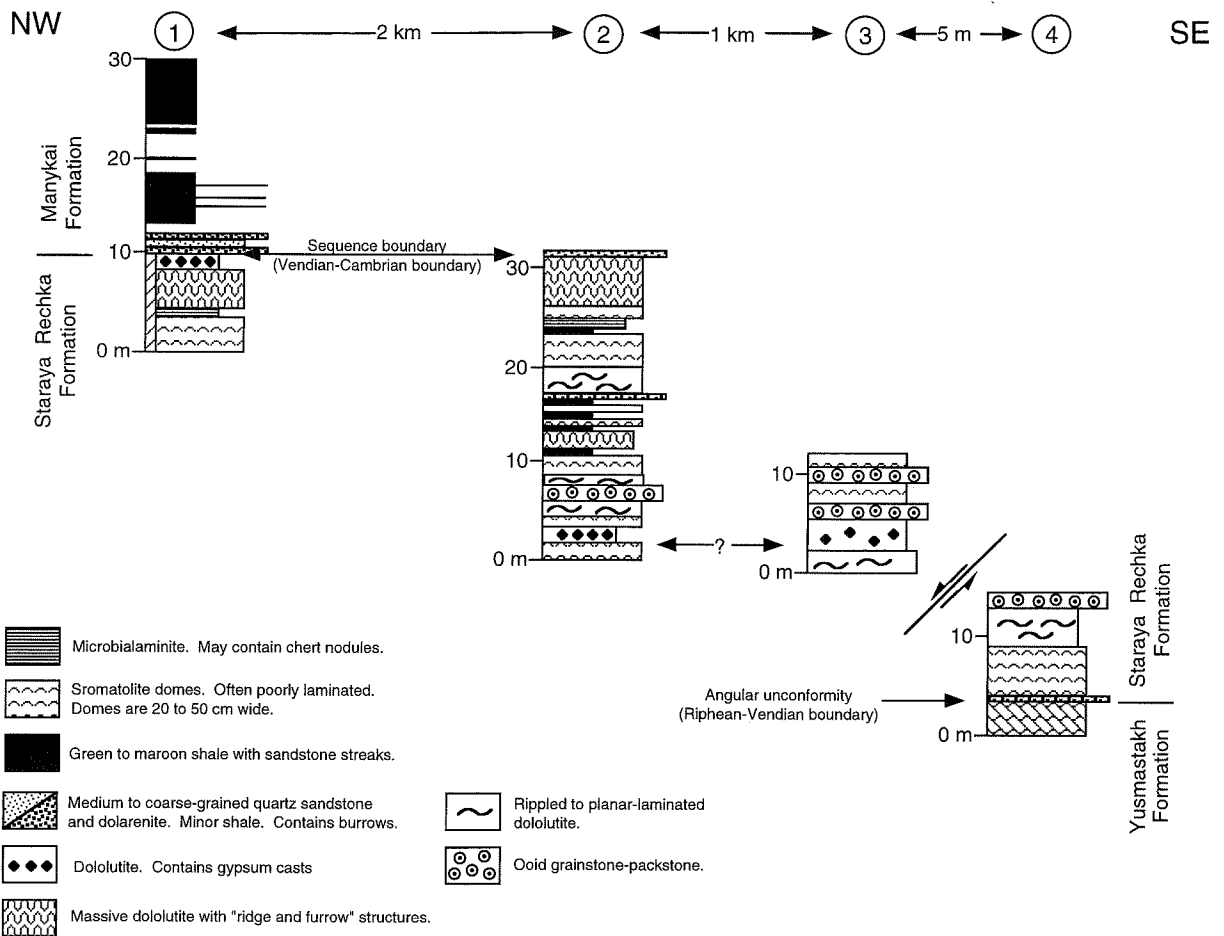 NW
1
2 km
2
1 km
3
5 m
4
SE
30
20
10
0 m
Manykai
Formation
Staraya Rechka
Formation
Sequence boundary
(Vendian-Cambrian boundary)
30
20
10
0 m
?
10
0 m
10
0 m
Angular unconformity
(Riphean-Vendian boundary)
Staraya Rechka
Formation
Yusmastakh
Formation
Microbialaminite. May contain chert nodules.
Sromatolite domes. Often poorly laminated.
Domes are 20 to 50 cm wide.
Green to maroon shale with sandstone streaks.
Medium to coarse-grained quartz sandstone
and dolarenite. Minor shale. Contains burrows.
Dololutite. Contains gypsum casts
Massive dololutite with "ridge and furrow" structures.
Rippled to planar-laminated
dololutite.
Ooid grainstone-packstone.